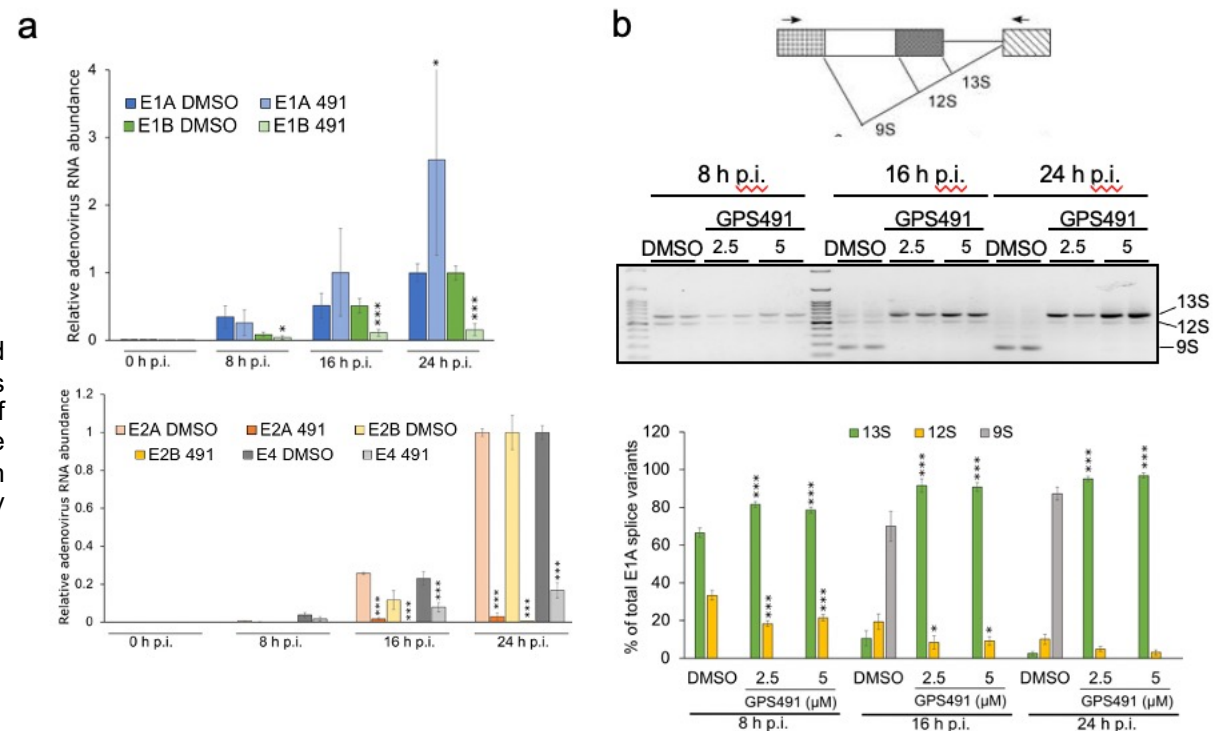 a
Relative adenovirus RNA abundance
4
3
2
1
0
E1A DMSO E1A 491
E1B DMSO E1B 491
*
*
***
***
0 h p.i. 8 h p.i. 16 h p.i. 24 h p.i.
d
s
f
e
n
y
Relative adenovirus RNA abundance
1.2
1
0.8
0.6
0.4
0.2
0
E2A DMSO E2A 491 E2B DMSO
E2B 491 E4 DMSO E4 491
*** *** ***
*** *** ***
0 h p.i. 8 h p.i. 16 h p.i. 24 h p.i.
b
13S
12S
9S
8 h p.i. 16 h p.i. 24 h p.i.
GPS491 GPS491 GPS491
DMSO 2.5 5 DMSO 2.5 5 DMSO 2.5 5
13S
12S
9S
% of total E1A splice variants
120
100
80
60
40
20
0
13S 12S 9S
*** *** *** *** *** ***
*** *** * *
DMSO 2.5 5 DMSO 2.5 5 DMSO 2.5 5
GPS491 (µM) GPS491 (µM) GPS491 (µM)
8 h p.i. 16 h p.i. 24 h p.i.